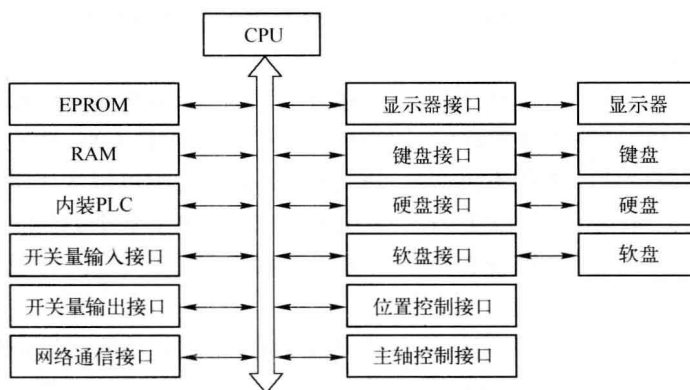 CPU
EPROM 显示器接口 显示器
RAM 键盘接口 键盘
内装PLC 硬盘接口 硬盘
开关量输入接口 软盘接口 软盘
开关量输出接口 位置控制接口
网络通信接口 主轴控制接口